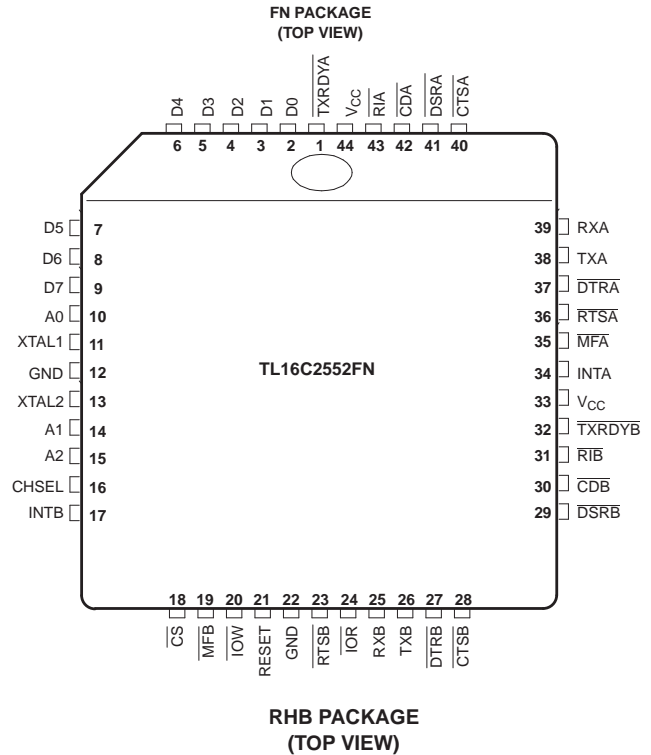 FN PACKAGE
(TOP VIEW)
D4 D3 D2 D1 D0 TXRDYA VCC RIA CDA DSRA CTSA
6 5 4 3 2 1 44 43 42 41 40
D5 7
D6 8
D7 9
A0 10
XTAL1 11
GND 12
XTAL2 13
A1 14
A2 15
CHSEL 16
INTB 17
TL16C2552FN
39 RXA
38 TXA
37 DTRA
36 RTSA
35 MFA
34 INTA
33 VCC
32 TXRDYB
31 RIB
30 CDB
29 DSRB
18 19 20 21 22 23 24 25 26 27 28
CS MFB IOW RESET GND RTSB IOR RXB TXB DTRB CTSB
RHB PACKAGE
(TOP VIEW)